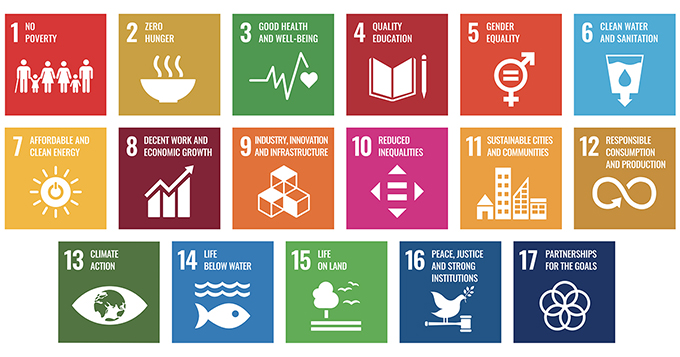 1 NO
POVERTY
2 ZERO
HUNGER
3 GOOD HEALTH
AND WELL-BEING
4 QUALITY
EDUCATION
5 GENDER
EQUALITY
6 CLEAN WATER
AND SANITATION
7 AFFORDABLE AND
CLEAN ENERGY
8 DECENT WORK AND
ECONOMIC GROWTH
9 INDUSTRY, INNOVATION
AND INFRASTRUCTURE
10 REDUCED
INEQUALITIES
11 SUSTAINABLE CITIES
AND COMMUNITIES
12 RESPONSIBLE
CONSUMPTION
AND PRODUCTION
13 CLIMATE
ACTION
14 LIFE
BELOW WATER
15 LIFE
ON LAND
16 PEACE, JUSTICE
AND STRONG
INSTITUTIONS
17 PARTNERSHIPS
FOR THE GOALS